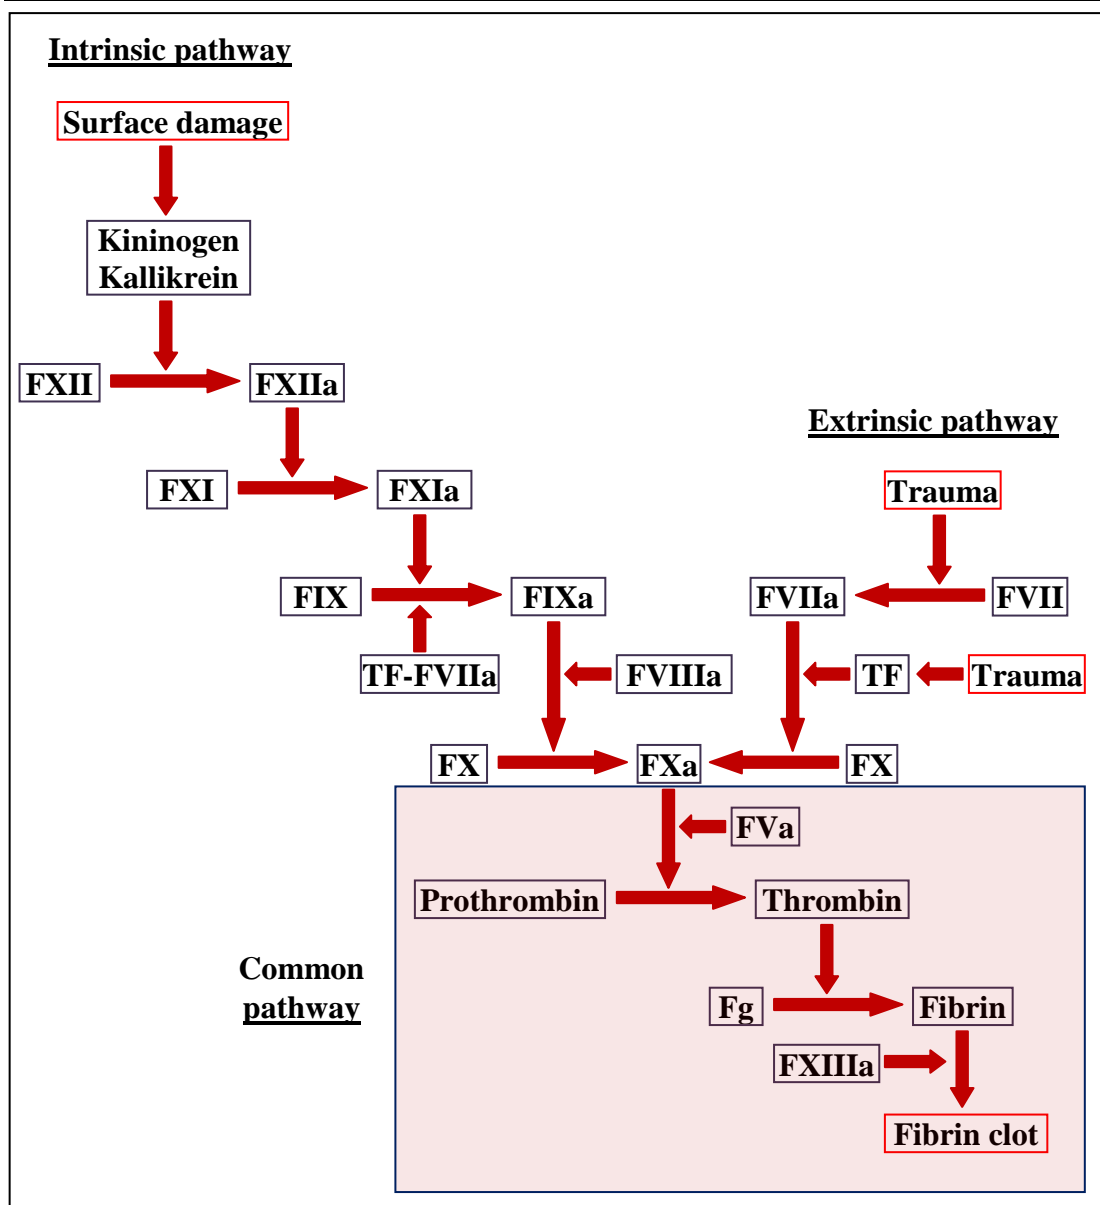 Intrinsic pathway
Surface damage
Kininogen
Kallikrein
FXII
FXIIa
Extrinsic pathway
FXI
FXIa
Trauma
FIX
FIXa
FVIIa
FVII
TF-FVIIa
FVIIIa
TF
Trauma
FX
FXa
FX
FVa
Prothrombin
Thrombin
Common
pathway
Fg
Fibrin
FXIIIa
Fibrin clot